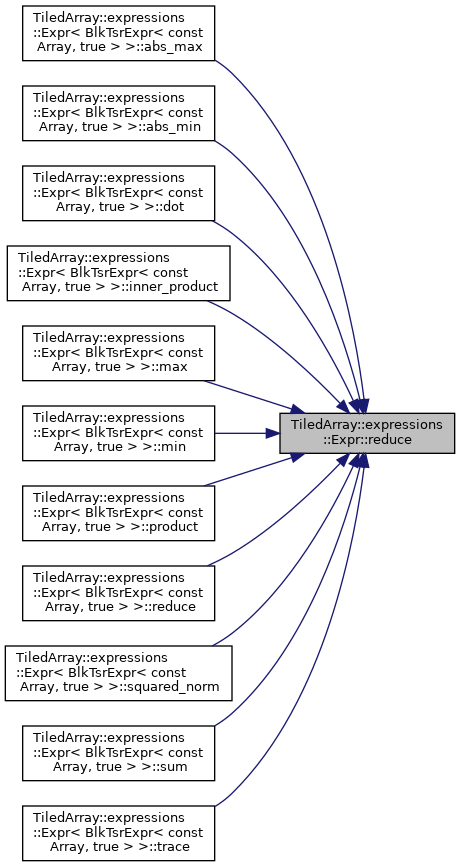 TiledArray::expressions
::Expr< BlkTsrExpr< const
Array, true > >::abs_max
TiledArray::expressions
::Expr< BlkTsrExpr< const
Array, true > >::abs_min
TiledArray::expressions
::Expr< BlkTsrExpr< const
Array, true > >::dot
TiledArray::expressions
::Expr< BlkTsrExpr< const
Array, true > >::inner_product
TiledArray::expressions
::Expr< BlkTsrExpr< const
Array, true > >::max
TiledArray::expressions
::Expr::reduce
TiledArray::expressions
::Expr< BlkTsrExpr< const
Array, true > >::min
TiledArray::expressions
::Expr< BlkTsrExpr< const
Array, true > >::product
TiledArray::expressions
::Expr< BlkTsrExpr< const
Array, true > >::reduce
TiledArray::expressions
::Expr< BlkTsrExpr< const
Array, true > >::squared_norm
TiledArray::expressions
::Expr< BlkTsrExpr< const
Array, true > >::sum
TiledArray::expressions
::Expr< BlkTsrExpr< const
Array, true > >::trace